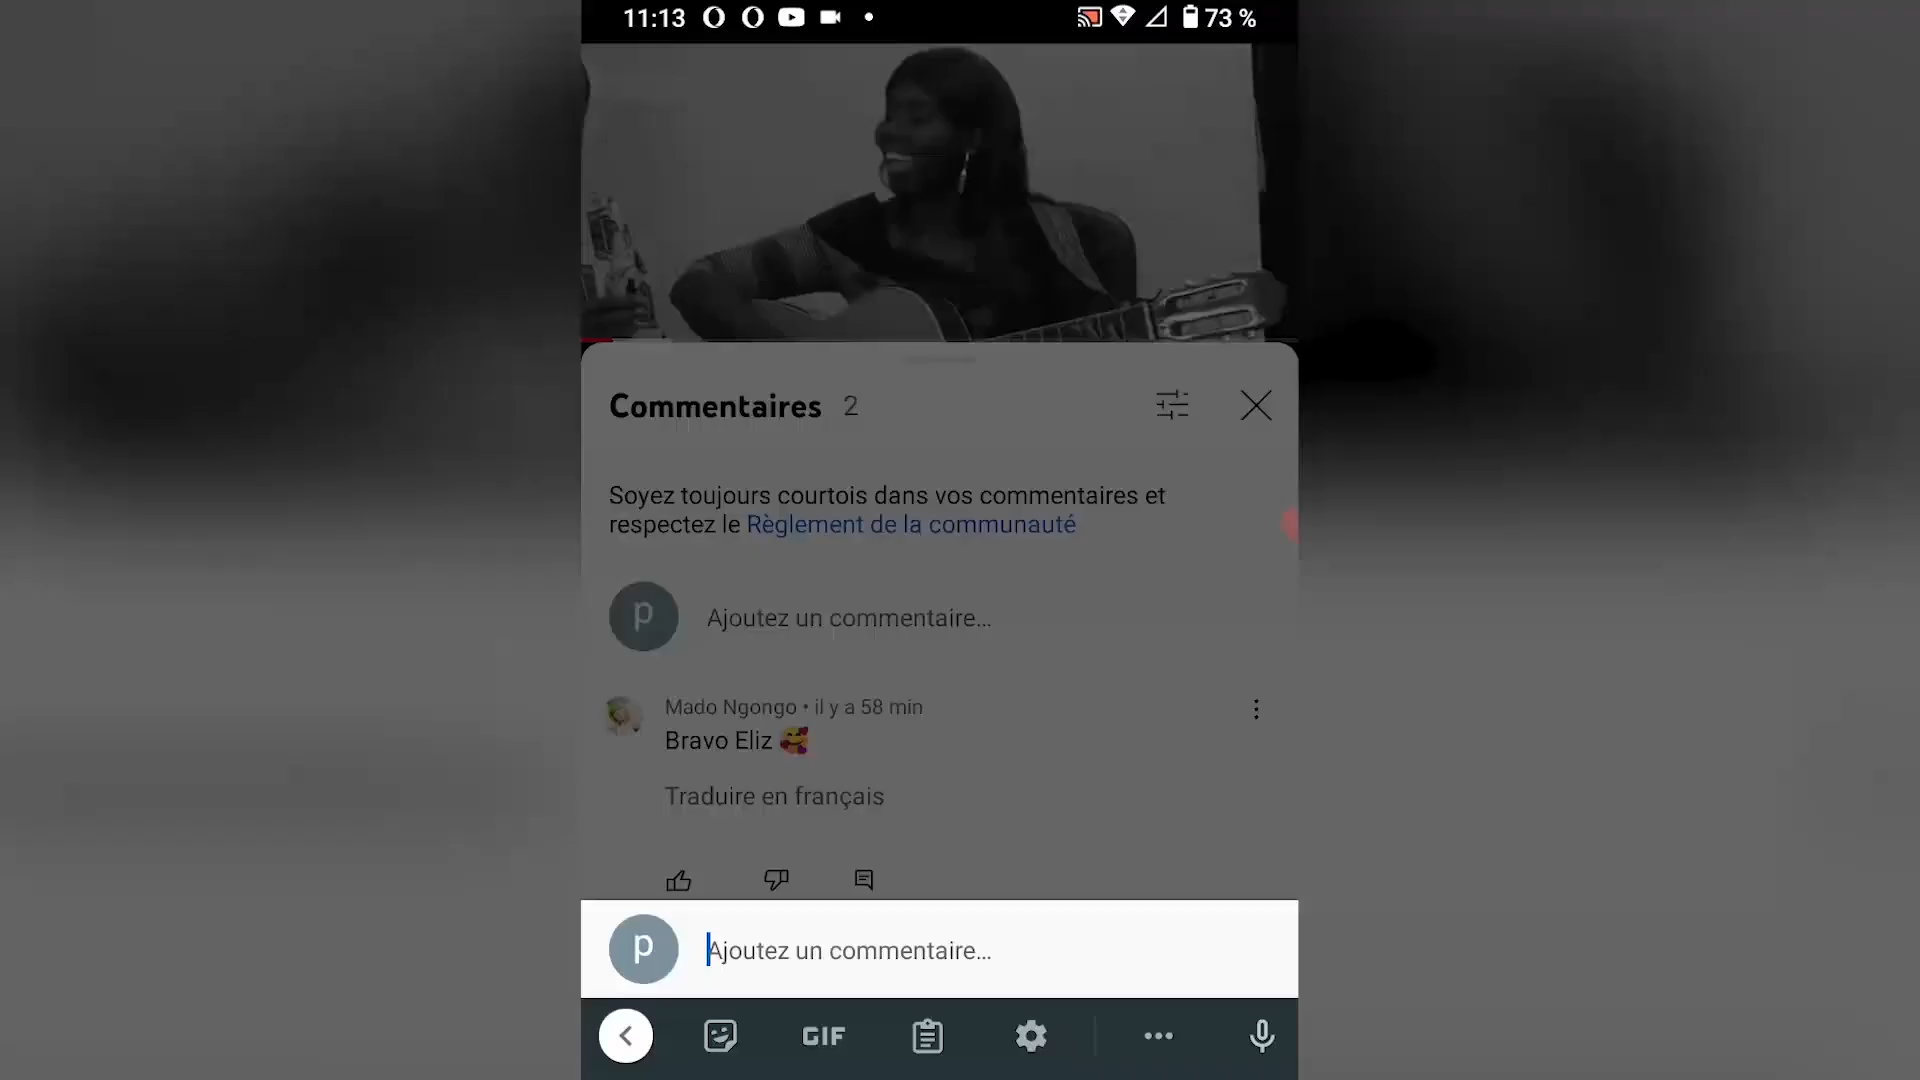 11:13
73 %
Commentaires 2
Soyez toujours courtois dans vos commentaires et
respectez le Règlement de la communauté
p
Ajoutez un commentaire...
Mado Ngongo • il y a 58 min
Bravo Eliz 🥰
Traduire en français
p
Ajoutez un commentaire...
GIF